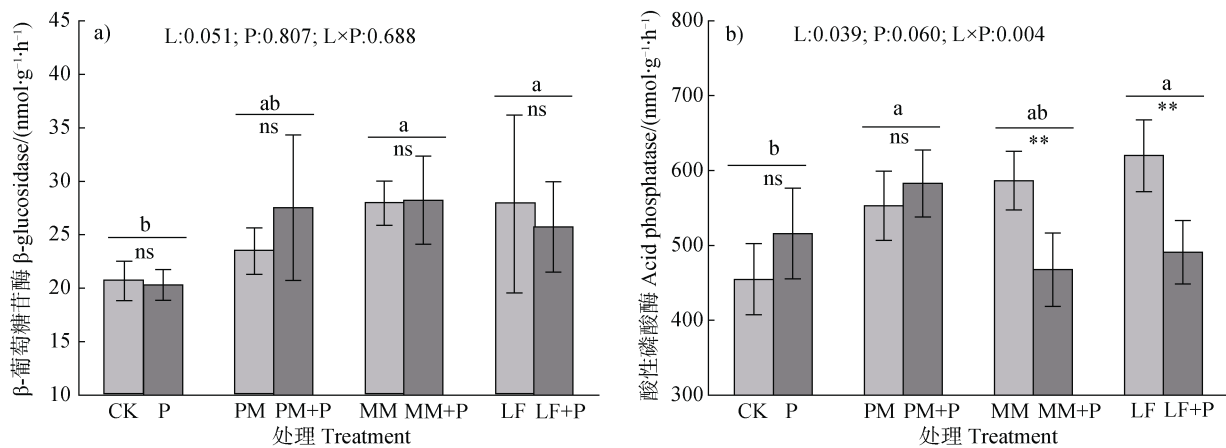 a)
L:0.051; P:0.807; L×P:0.688
β-葡萄糖苷酶 β-glucosidase/(nmol·g⁻¹·h⁻¹)
45
40
35
30
25
20
15
10
b
ns
ab
ns
a
ns
a
ns
CK P PM PM+P MM MM+P LF LF+P
处理 Treatment
b)
L:0.039; P:0.060; L×P:0.004
酸性磷酸酶 Acid phosphatase/(nmol·g⁻¹·h⁻¹)
800
700
600
500
400
300
b
ns
a
ns
ab
**
a
**
CK P PM PM+P MM MM+P LF LF+P
处理 Treatment